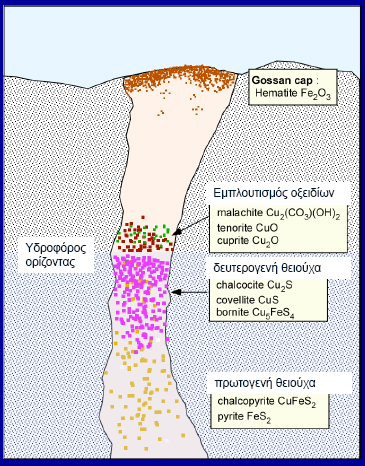 Gossan cap :
Hematite Fe₂O₃
Εμπλουτισμός οξειδίων
malachite Cu₂(CO₃)(OH)₂
tenorite CuO
cuprite Cu₂O
Υδροφόρος
ορίζοντας
δευτερογενή θειούχα
chalcocite Cu₂S
covellite CuS
bornite Cu₅FeS₄
πρωτογενή θειούχα
chalcopyrite CuFeS₂
pyrite FeS₂